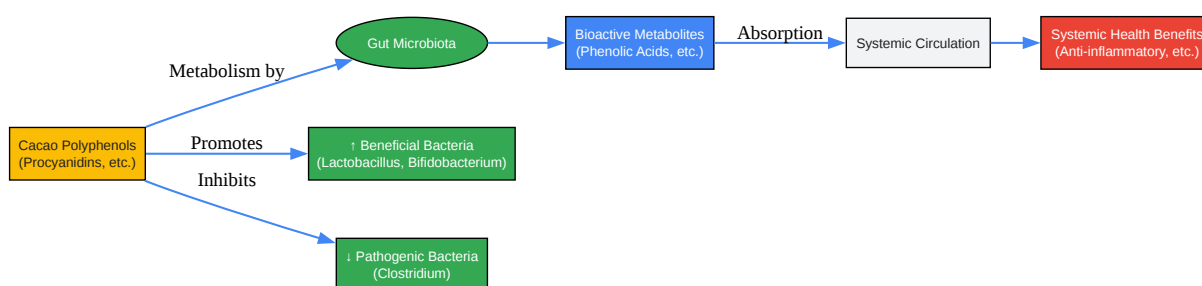 Gut Microbiota
Bioactive Metabolites
(Phenolic Acids, etc.)
Absorption
Systemic Circulation
Systemic Health Benefits
(Anti-inflammatory, etc.)
Metabolism by
Cacao Polyphenols
(Procyanidins, etc.)
Promotes
↑ Beneficial Bacteria
(Lactobacillus, Bifidobacterium)
Inhibits
↓ Pathogenic Bacteria
(Clostridium)